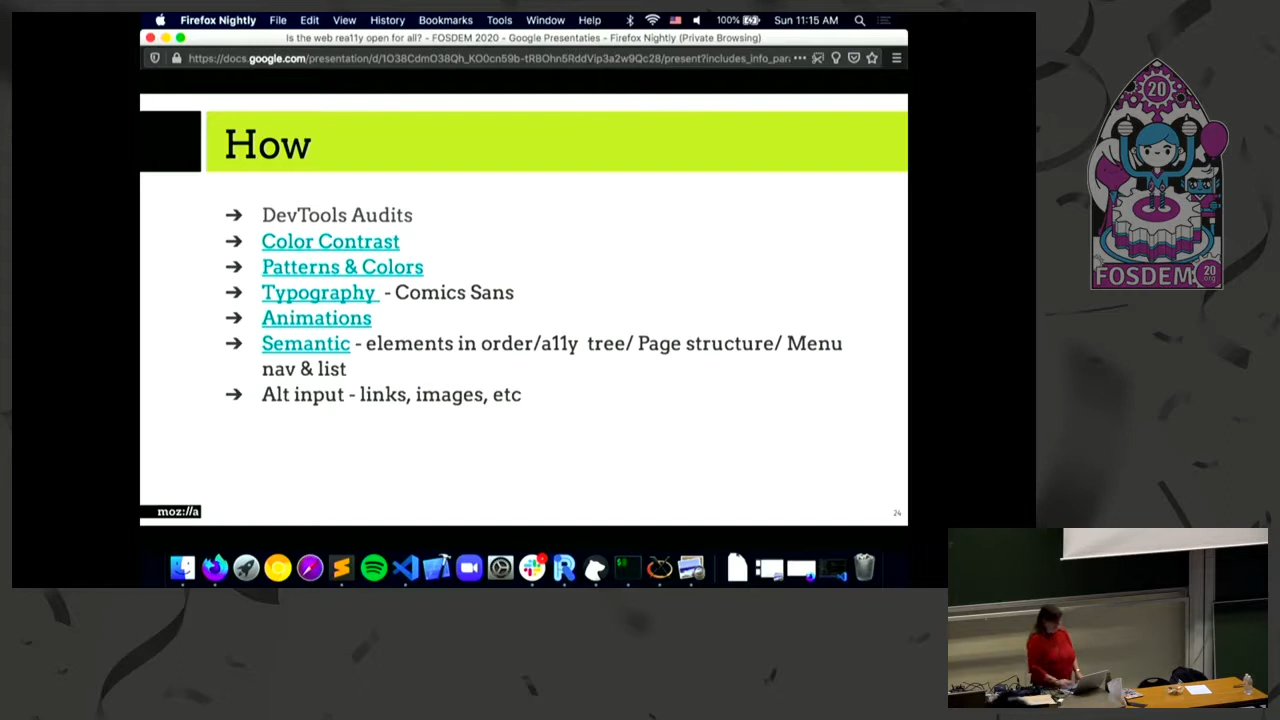 Firefox Nightly File Edit View History Bookmarks Tools Window Help 100% Sun 11:15 AM
Is the web rea11y open for all? - FOSDEM 2020 - Google Presentaties - Firefox Nightly (Private Browsing)
How
➔ DevTools Audits
➔ Color Contrast
➔ Patterns & Colors
➔ Typography - Comics Sans
➔ Animations
➔ Semantic - elements in order/a11y tree/ Page structure/ Menu
nav & list
➔ Alt input - links, images, etc
moz://a
24
20
FOSDEM
20
.org